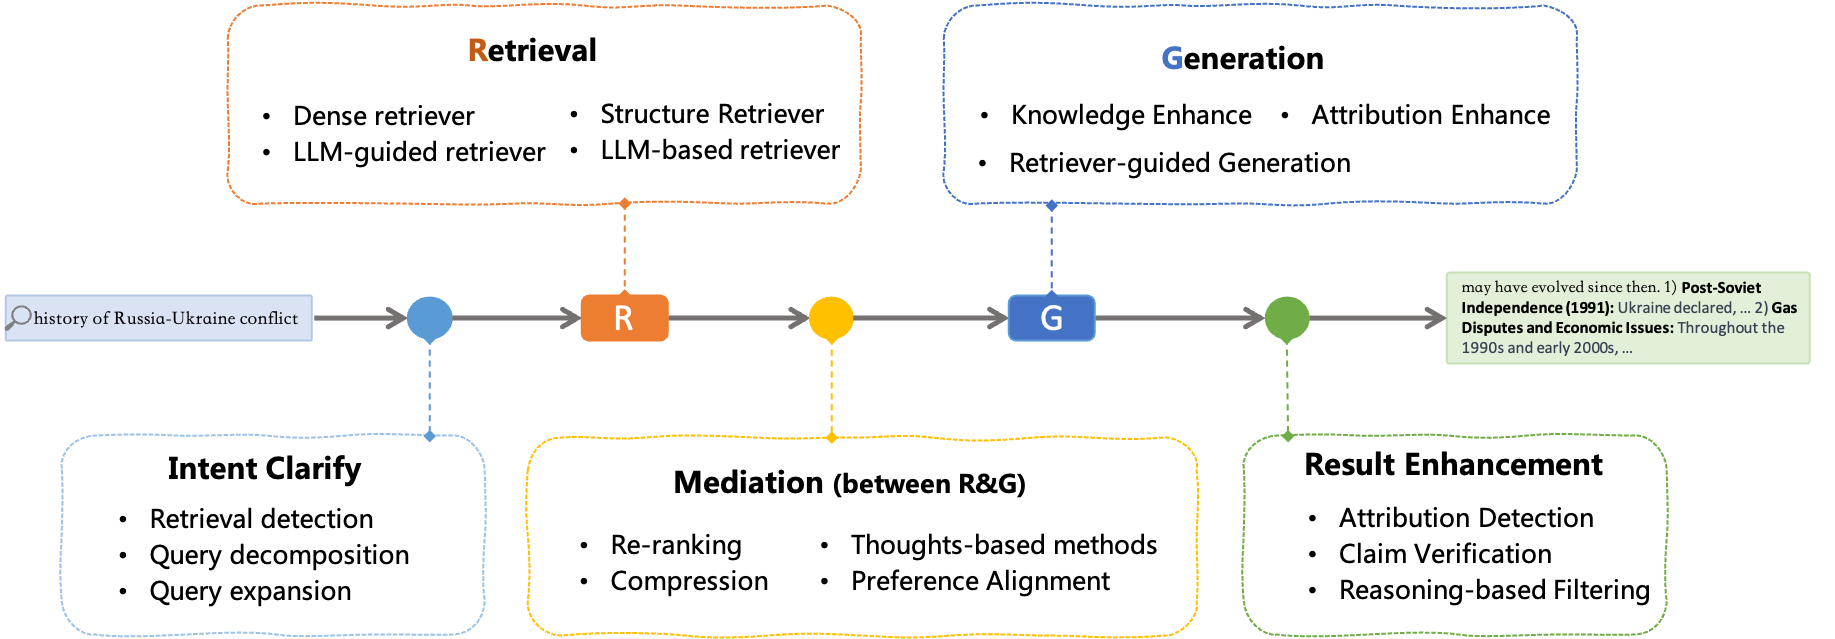 Retrieval
• Dense retriever
• Structure Retriever
• LLM-guided retriever
• LLM-based retriever
Generation
• Knowledge Enhance
• Attribution Enhance
• Retriever-guided Generation
history of Russia-Ukraine conflict
R
G
may have evolved since then. 1) Post-Soviet
Independence (1991): Ukraine declared, ... 2) Gas
Disputes and Economic Issues: Throughout the
1990s and early 2000s, ...
Intent Clarify
• Retrieval detection
• Query decomposition
• Query expansion
Mediation (between R&G)
• Re-ranking
• Thoughts-based methods
• Compression
• Preference Alignment
Result Enhancement
• Attribution Detection
• Claim Verification
• Reasoning-based Filtering